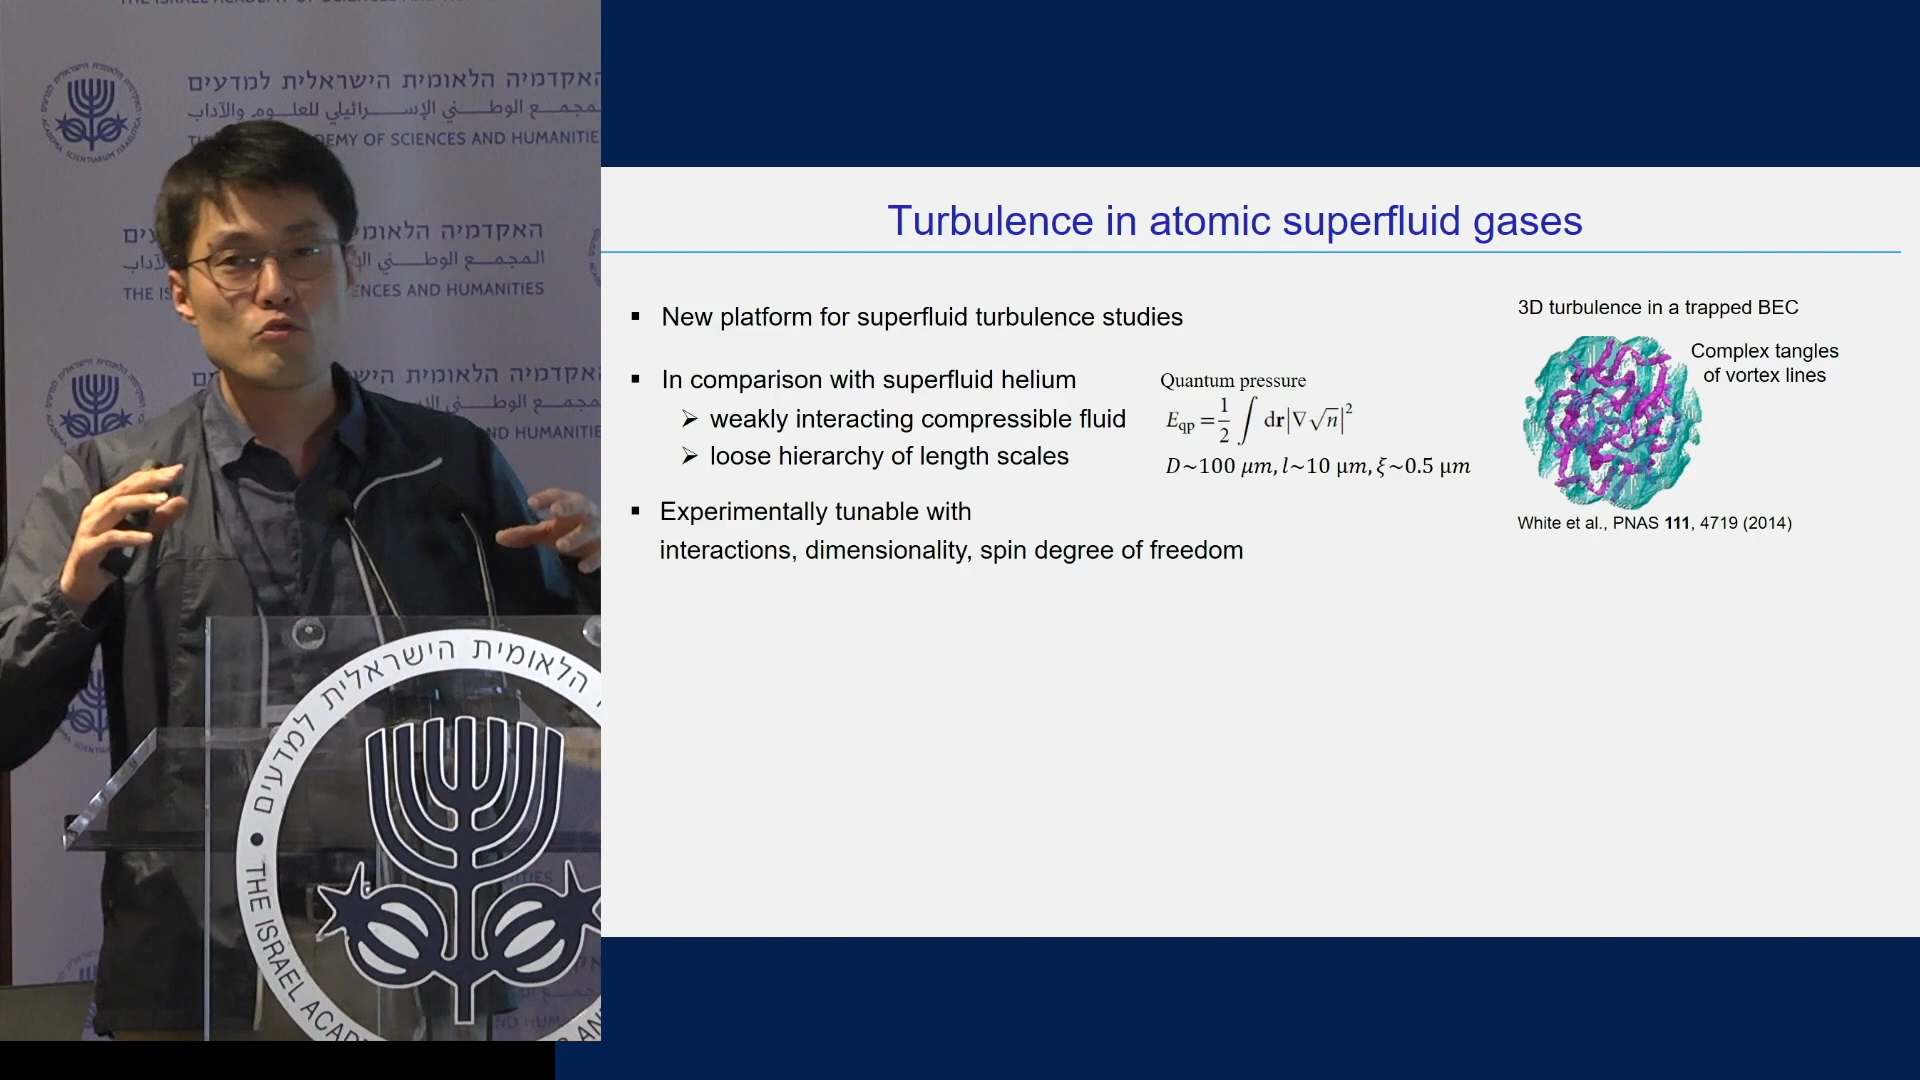 האקדמיה הלאומית הישראלית למדעים
المجمع الوطني الإسرائيلي للعلوم والآداب
EMY OF SCIENCES AND HUMANITIE
האקדמיה הלאומית
المجمع الوطني
THE IS
ENCES AND HUMANITIES
ND HUMANITIES
הלאומית הישראלית למדעים
THE ISRAEL ACAD
Turbulence in atomic superfluid gases
▪ New platform for superfluid turbulence studies
▪ In comparison with superfluid helium
➢ weakly interacting compressible fluid
➢ loose hierarchy of length scales
Quantum pressure
E_qp = 1/2 ∫ dr|∇√n|²
D~100 μm, l~10 μm, ξ~0.5 μm
▪ Experimentally tunable with
interactions, dimensionality, spin degree of freedom
3D turbulence in a trapped BEC
Complex tangles
of vortex lines
White et al., PNAS 111, 4719 (2014)